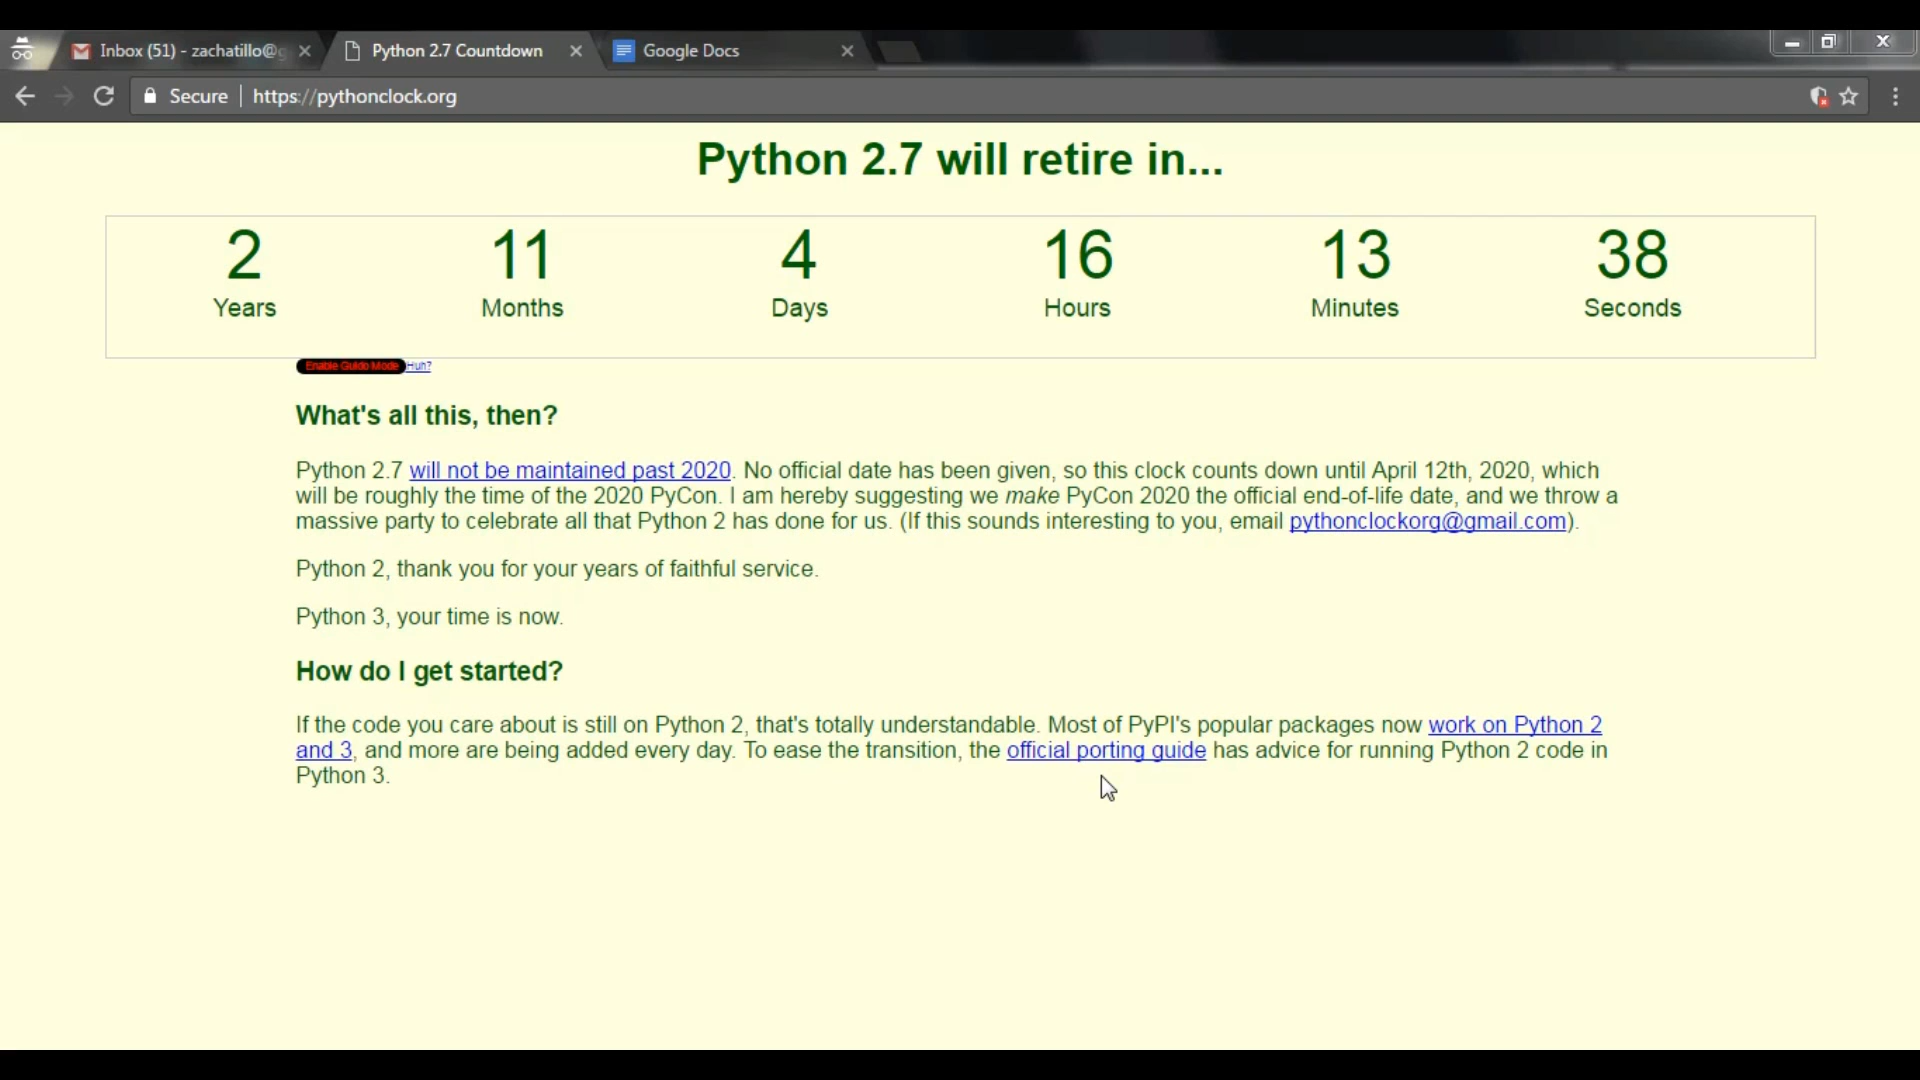 Inbox (51) - zachatillo@g
Python 2.7 Countdown
Google Docs
Secure
https://pythonclock.org
Python 2.7 will retire in...
2 11 4 16 13 38
Years Months Days Hours Minutes Seconds
Enable Guido Mode Huh?
What's all this, then?
Python 2.7 will not be maintained past 2020. No official date has been given, so this clock counts down until April 12th, 2020, which
will be roughly the time of the 2020 PyCon. I am hereby suggesting we make PyCon 2020 the official end-of-life date, and we throw a
massive party to celebrate all that Python 2 has done for us. (If this sounds interesting to you, email pythonclockorg@gmail.com).
Python 2, thank you for your years of faithful service.
Python 3, your time is now.
How do I get started?
If the code you care about is still on Python 2, that's totally understandable. Most of PyPI's popular packages now work on Python 2
and 3, and more are being added every day. To ease the transition, the official porting guide has advice for running Python 2 code in
Python 3.